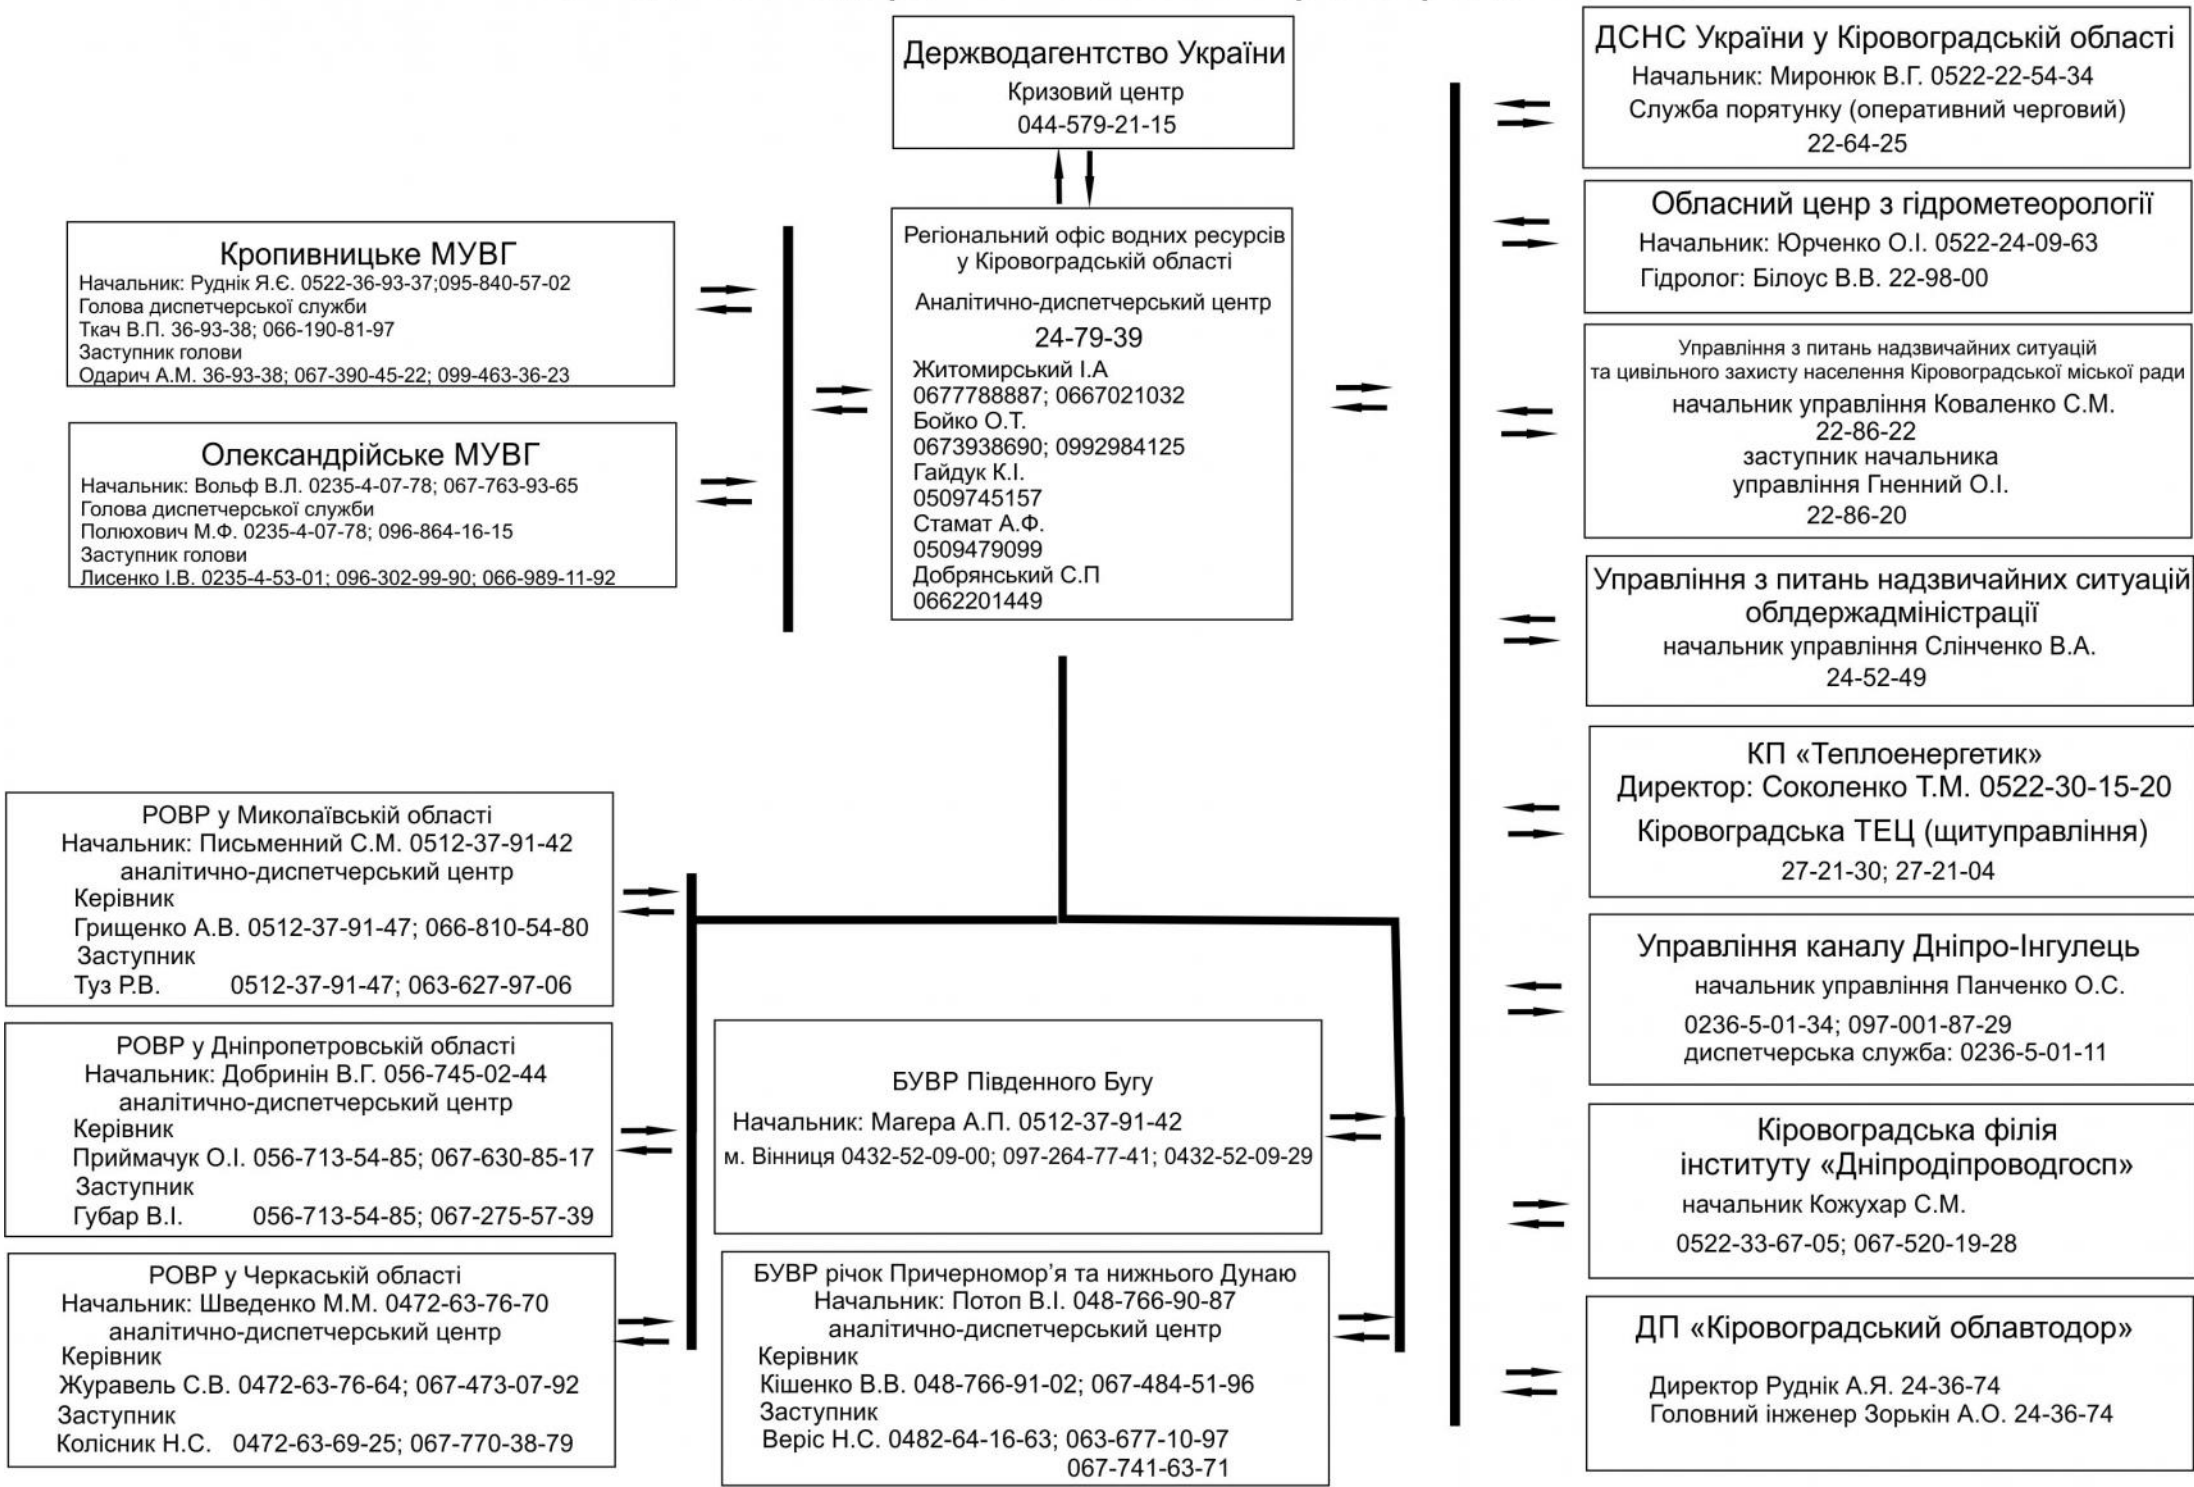 Держводагентство України
Кризовий центр
044-579-21-15
Регіональний офіс водних ресурсів
у Кіровоградській області
Аналітично-диспетчерський центр
24-79-39
Житомирський І.А
0677788887; 0667021032
Бойко О.Т.
0673938690; 0992984125
Гайдук К.І.
0509745157
Стамат А.Ф.
0509479099
Добрянський С.П
0662201449
Кропивницьке МУВГ
Начальник: Руднік Я.Є. 0522-36-93-37;095-840-57-02
Голова диспетчерської служби
Ткач В.П. 36-93-38; 066-190-81-97
Заступник голови
Одарич А.М. 36-93-38; 067-390-45-22; 099-463-36-23
Олександрійське МУВГ
Начальник: Вольф В.Л. 0235-4-07-78; 067-763-93-65
Голова диспетчерської служби
Полюхович М.Ф. 0235-4-07-78; 096-864-16-15
Заступник голови
Лисенко І.В. 0235-4-53-01; 096-302-99-90; 066-989-11-92
РОВР у Миколаївській області
Начальник: Письменний С.М. 0512-37-91-42
аналітично-диспетчерський центр
Керівник
Грищенко А.В. 0512-37-91-47; 066-810-54-80
Заступник
Туз Р.В. 0512-37-91-47; 063-627-97-06
РОВР у Дніпропетровській області
Начальник: Добринін В.Г. 056-745-02-44
аналітично-диспетчерський центр
Керівник
Приймачук О.І. 056-713-54-85; 067-630-85-17
Заступник
Губар В.І. 056-713-54-85; 067-275-57-39
РОВР у Черкаській області
Начальник: Шведенко М.М. 0472-63-76-70
аналітично-диспетчерський центр
Керівник
Журавель С.В. 0472-63-76-64; 067-473-07-92
Заступник
Колісник Н.С. 0472-63-69-25; 067-770-38-79
БУВР Південного Бугу
Начальник: Магера А.П. 0512-37-91-42
м. Вінниця 0432-52-09-00; 097-264-77-41; 0432-52-09-29
БУВР річок Причерномор’я та нижнього Дунаю
Начальник: Потоп В.І. 048-766-90-87
аналітично-диспетчерський центр
Керівник
Кішенко В.В. 048-766-91-02; 067-484-51-96
Заступник
Веріс Н.С. 0482-64-16-63; 063-677-10-97
067-741-63-71
ДСНС України у Кіровоградській області
Начальник: Миронюк В.Г. 0522-22-54-34
Служба порятунку (оперативний черговий)
22-64-25
Обласний ценр з гідрометеорології
Начальник: Юрченко О.І. 0522-24-09-63
Гідролог: Білоус В.В. 22-98-00
Управління з питань надзвичайних ситуацій
та цивільного захисту населення Кіровоградської міської ради
начальник управління Коваленко С.М.
22-86-22
заступник начальника
управління Гненний О.І.
22-86-20
Управління з питань надзвичайних ситуацій
облдержадміністрації
начальник управління Слінченко В.А.
24-52-49
КП «Теплоенергетик»
Директор: Соколенко Т.М. 0522-30-15-20
Кіровоградська ТЕЦ (щитуправління)
27-21-30; 27-21-04
Управління каналу Дніпро-Інгулець
начальник управління Панченко О.С.
0236-5-01-34; 097-001-87-29
диспетчерська служба: 0236-5-01-11
Кіровоградська філія
інституту «Дніпродіпроводгосп»
начальник Кожухар С.М.
0522-33-67-05; 067-520-19-28
ДП «Кіровоградський облавтодор»
Директор Руднік А.Я. 24-36-74
Головний інженер Зорькін А.О. 24-36-74